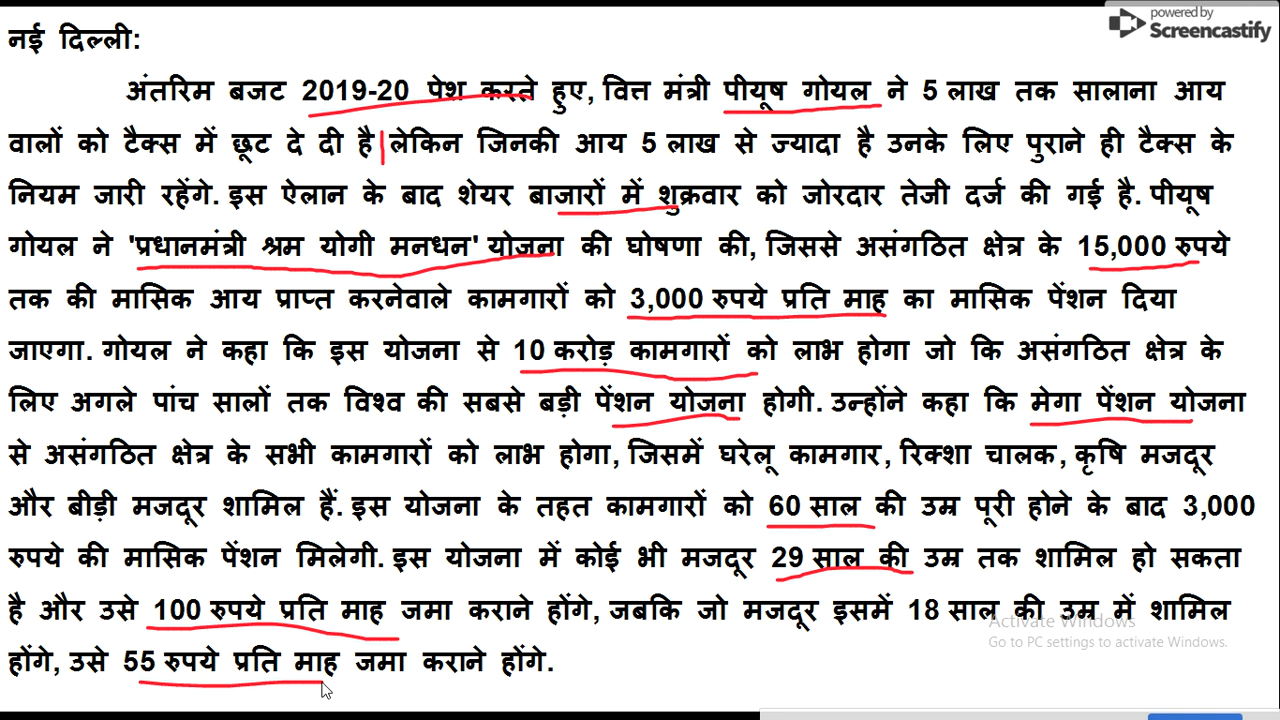 powered by
Screencastify
नई दिल्ली:
अंतरिम बजट 2019-20 पेश करते हुए, वित्त मंत्री पीयूष गोयल ने 5 लाख तक सालाना आय
वालों को टैक्स में छूट दे दी है लेकिन जिनकी आय 5 लाख से ज्यादा है उनके लिए पुराने ही टैक्स के
नियम जारी रहेंगे. इस ऐलान के बाद शेयर बाजारों में शुक्रवार को जोरदार तेजी दर्ज की गई है. पीयूष
गोयल ने 'प्रधानमंत्री श्रम योगी मनधन' योजना की घोषणा की, जिससे असंगठित क्षेत्र के 15,000 रुपये
तक की मासिक आय प्राप्त करनेवाले कामगारों को 3,000 रुपये प्रति माह का मासिक पेंशन दिया
जाएगा. गोयल ने कहा कि इस योजना से 10 करोड़ कामगारों को लाभ होगा जो कि असंगठित क्षेत्र के
लिए अगले पांच सालों तक विश्व की सबसे बड़ी पेंशन योजना होगी. उन्होंने कहा कि मेगा पेंशन योजना
से असंगठित क्षेत्र के सभी कामगारों को लाभ होगा, जिसमें घरेलू कामगार, रिक्शा चालक, कृषि मजदूर
और बीड़ी मजदूर शामिल हैं. इस योजना के तहत कामगारों को 60 साल की उम्र पूरी होने के बाद 3,000
रुपये की मासिक पेंशन मिलेगी. इस योजना में कोई भी मजदूर 29 साल की उम्र तक शामिल हो सकता
है और उसे 100 रुपये प्रति माह जमा कराने होंगे, जबकि जो मजदूर इसमें 18 साल की उम्र में शामिल
होंगे, उसे 55 रुपये प्रति माह जमा कराने होंगे.
Activate Windows
Go to PC settings to activate Windows.